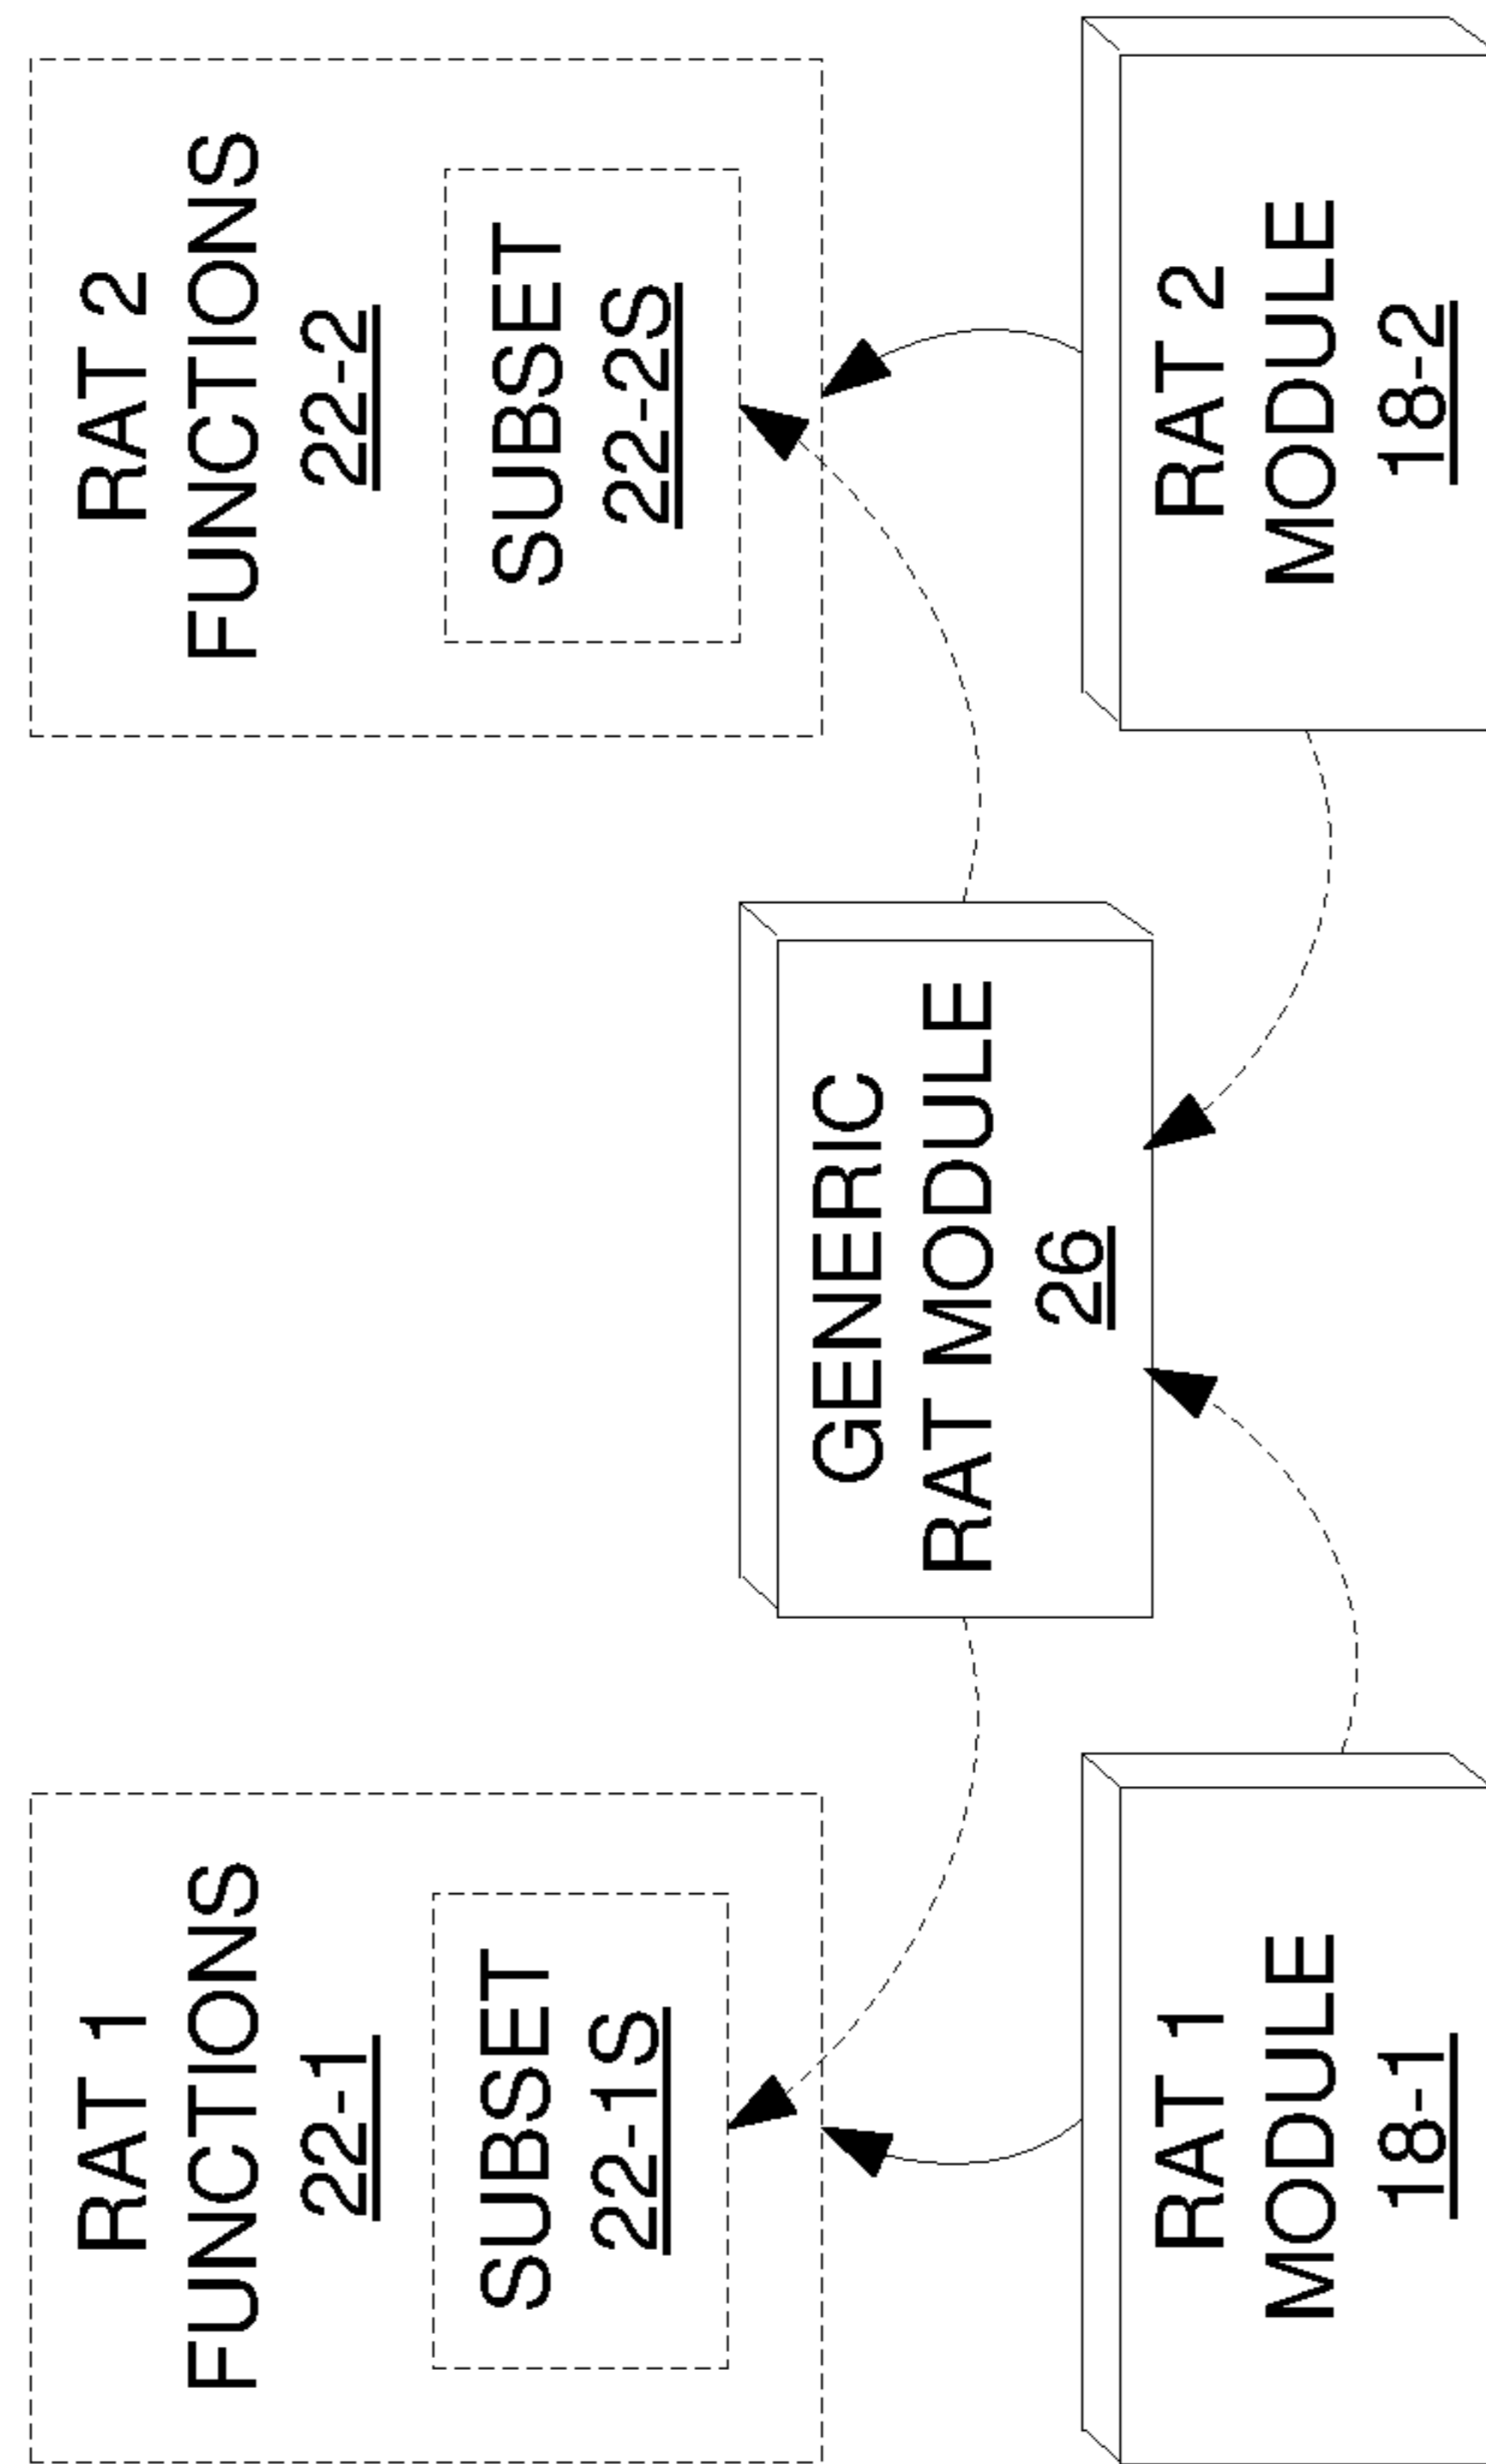 RAT 1
FUNCTIONS
22-1
SUBSET
22-1S
RAT 2
FUNCTIONS
22-2
SUBSET
22-2S
GENERIC
RAT MODULE
26
RAT 1
MODULE
18-1
RAT 2
MODULE
18-2